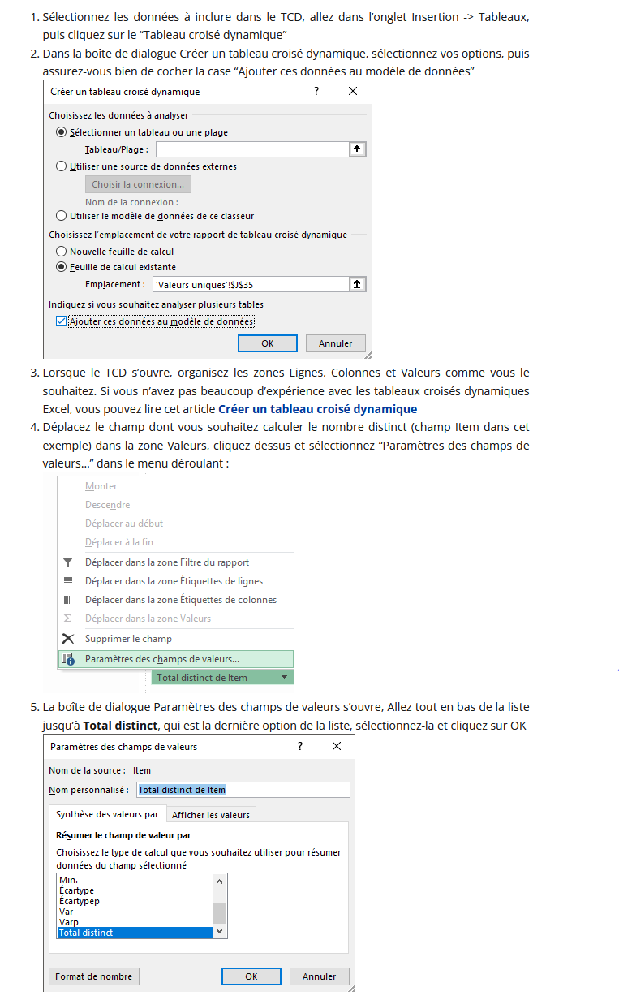 1. Sélectionnez les données à inclure dans le TCD, allez dans l’onglet Insertion -> Tableaux,
puis cliquez sur le “Tableau croisé dynamique”
2. Dans la boîte de dialogue Créer un tableau croisé dynamique, sélectionnez vos options, puis
assurez-vous bien de cocher la case “Ajouter ces données au modèle de données”
Créer un tableau croisé dynamique ? ×
Choisissez les données à analyser
Sélectionner un tableau ou une plage
Tableau/Plage :
Utiliser une source de données externes
Choisir la connexion...
Nom de la connexion :
Utiliser le modèle de données de ce classeur
Choisissez l'emplacement de votre rapport de tableau croisé dynamique
Nouvelle feuille de calcul
Feuille de calcul existante
Emplacement : 'Valeurs uniques'!$J$35
Indiquez si vous souhaitez analyser plusieurs tables
Ajouter ces données au modèle de données
OK Annuler
3. Lorsque le TCD s’ouvre, organisez les zones Lignes, Colonnes et Valeurs comme vous le
souhaitez. Si vous n’avez pas beaucoup d’expérience avec les tableaux croisés dynamiques
Excel, vous pouvez lire cet article Créer un tableau croisé dynamique
4. Déplacez le champ dont vous souhaitez calculer le nombre distinct (champ Item dans cet
exemple) dans la zone Valeurs, cliquez dessus et sélectionnez “Paramètres des champs de
valeurs…” dans le menu déroulant :
Monter
Descendre
Déplacer au début
Déplacer à la fin
Déplacer dans la zone Filtre du rapport
Déplacer dans la zone Étiquettes de lignes
Déplacer dans la zone Étiquettes de colonnes
Σ Déplacer dans la zone Valeurs
Supprimer le champ
Paramètres des champs de valeurs...
Total distinct de Item
5. La boîte de dialogue Paramètres des champs de valeurs s’ouvre, Allez tout en bas de la liste
jusqu’à Total distinct, qui est la dernière option de la liste, sélectionnez-la et cliquez sur OK
Paramètres des champs de valeurs ? ×
Nom de la source : Item
Nom personnalisé : Total distinct de Item
Synthèse des valeurs par Afficher les valeurs
Résumer le champ de valeur par
Choisissez le type de calcul que vous souhaitez utiliser pour résumer
données du champ sélectionné
Min.
Écartype
Écartypep
Var
Varp
Total distinct
Format de nombre OK Annuler